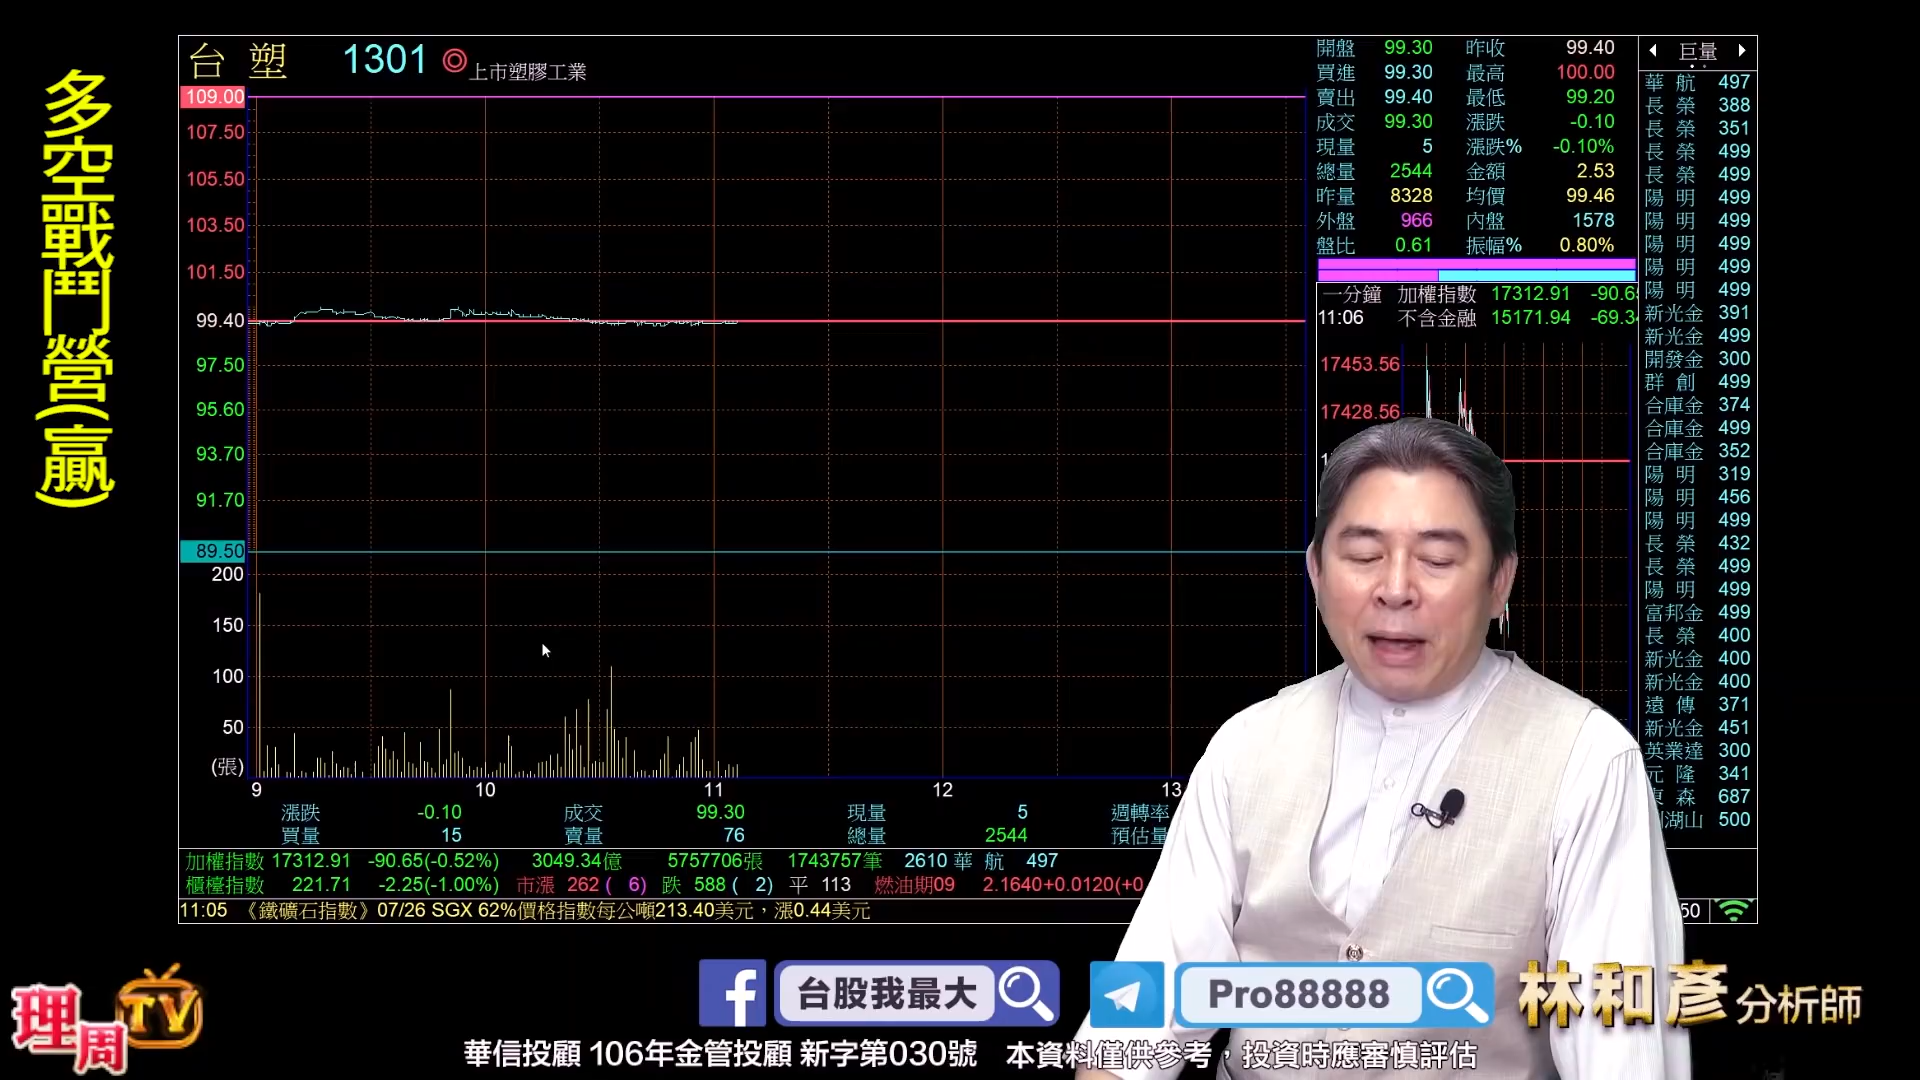 多空戰鬥營(贏)
台 塑 1301 ◎上市塑膠工業
109.00
107.50
105.50
103.50
101.50
99.40
97.50
95.60
93.70
91.70
89.50
200
150
100
50
(張)
9 10 11 12 13
漲跌 -0.10 成交 99.30 現量 5 週轉率
買量 15 賣量 76 總量 2544 預估量
開盤 99.30 昨收 99.40
買進 99.30 最高 100.00
賣出 99.40 最低 99.20
成交 99.30 漲跌 -0.10
現量 5 漲跌% -0.10%
總量 2544 金額 2.53
昨量 8328 均價 99.46
外盤 966 內盤 1578
盤比 0.61 振幅% 0.80%
一分鐘 加權指數 17312.91 -90.65
11:06 不含金融 15171.94 -69.3
17453.56
17428.56
巨量
華 航 497
長 榮 388
長 榮 351
長 榮 499
長 榮 499
陽 明 499
陽 明 499
陽 明 499
陽 明 499
陽 明 499
新光金 391
新光金 499
開發金 300
群 創 499
合庫金 374
合庫金 499
合庫金 352
陽 明 319
陽 明 456
陽 明 499
長 榮 432
長 榮 499
陽 明 499
富邦金 499
長 榮 400
新光金 400
新光金 400
遠 傳 371
新光金 451
英業達 300
元 隆 341
東 森 687
湖山 500
加權指數 17312.91 -90.65(-0.52%) 3049.34億 5757706張 1743757筆 2610 華 航 497
櫃檯指數 221.71 -2.25(-1.00%) 市漲 262 ( 6) 跌 588 ( 2) 平 113 燃油期09 2.1640+0.0120(+0
11:05 《鐵礦石指數》07/26 SGX 62%價格指數每公噸213.40美元，漲0.44美元
50
理周TV
f 台股我最大
Pro88888
林和彥 分析師
華信投顧 106年金管投顧 新字第030號 本資料僅供參考，投資時應審慎評估